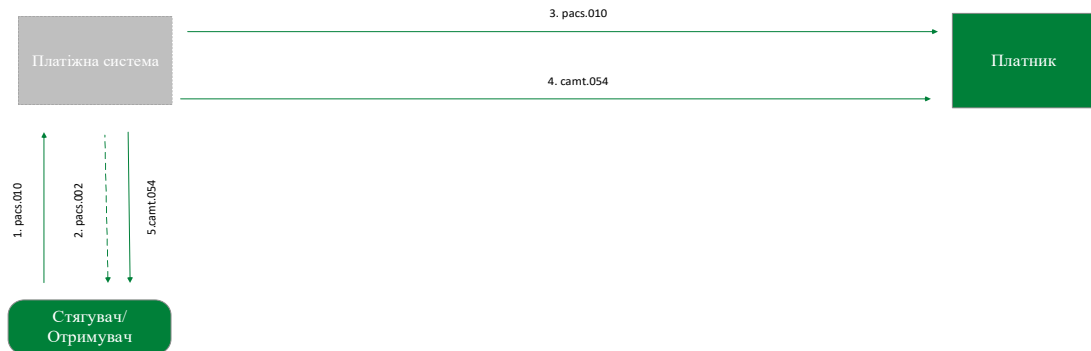 3. pacs.010
Платіжна система
Платник
4. camt.054
1. pacs.010
2. pacs.002
5.camt.054
Стягувач/
Отримувач